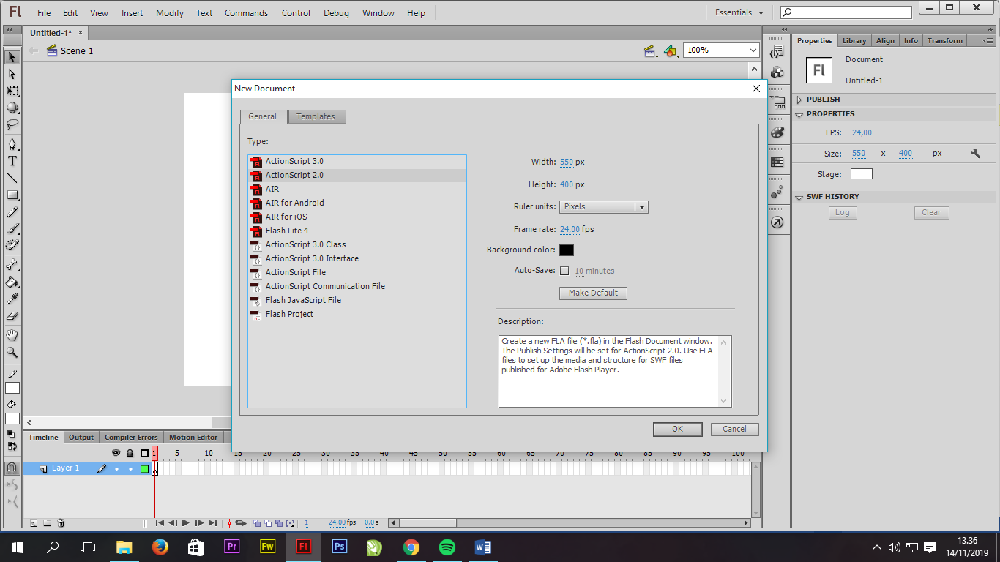 Fl File Edit View Insert Modify Text Commands Control Debug Window Help Essentials
Untitled-1* ×
Scene 1 100%
Properties Library Align Info Transform
Fl Document
Untitled-1
PUBLISH
PROPERTIES
FPS: 24,00
Size: 550 x 400 px
Stage:
SWF HISTORY
Log Clear
New Document
General Templates
Type:
ActionScript 3.0
ActionScript 2.0
AIR
AIR for Android
AIR for iOS
Flash Lite 4
ActionScript 3.0 Class
ActionScript 3.0 Interface
ActionScript File
ActionScript Communication File
Flash JavaScript File
Flash Project
Width: 550 px
Height: 400 px
Ruler units: Pixels
Frame rate: 24,00 fps
Background color:
Auto-Save: 10 minutes
Make Default
Description:
Create a new FLA file (*.fla) in the Flash Document window.
The Publish Settings will be set for ActionScript 2.0. Use FLA
files to set up the media and structure for SWF files
published for Adobe Flash Player.
OK Cancel
Timeline Output Compiler Errors Motion Editor
1 5 10 15 20 25 30 35 40 45 50 55 60 65 70 75 80 85 90 95 100
Layer 1
1 24,00 fps 0,0 s
Pr Fw Fl Ps
13.36
14/11/2019